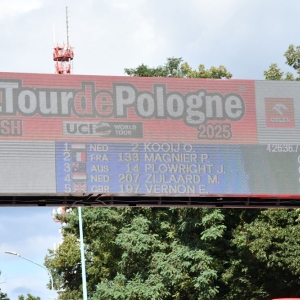 TourdePologne
SH
UCI WORLD TOUR 2025
1 NED 2 KOOIJ O.
2 FRA 133 MAGNIER P.
3 AUS 14 PLOWRIGHT J.
4 NED 207 ZIJLAARD M.
5 GBR 197 VERNON E.